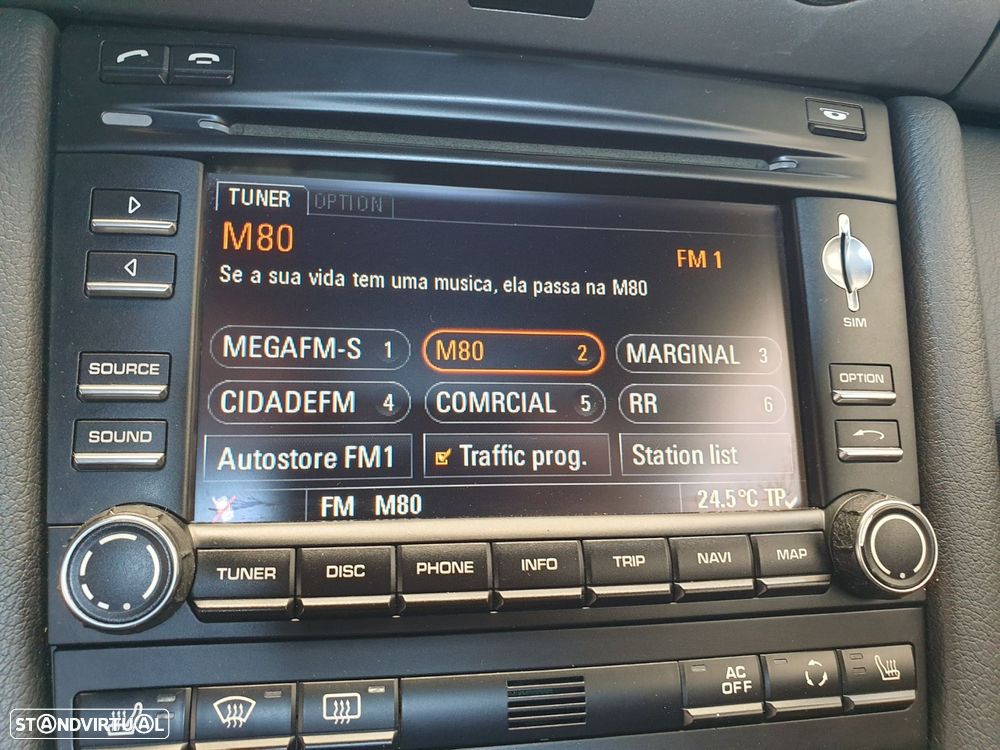 TUNER OPTION
M80
FM 1
Se a sua vida tem uma musica, ela passa na M80
MEGAFM-S 1 M80 2 MARGINAL 3
CIDADEFM 4 COMRCIAL 5 RR 6
Autostore FM1 Traffic prog. Station list
FM M80 24.5°C TP
SOURCE
SOUND
SIM
OPTION
TUNER DISC PHONE INFO TRIP NAVI MAP
AC
OFF
STANDVIRTUAL